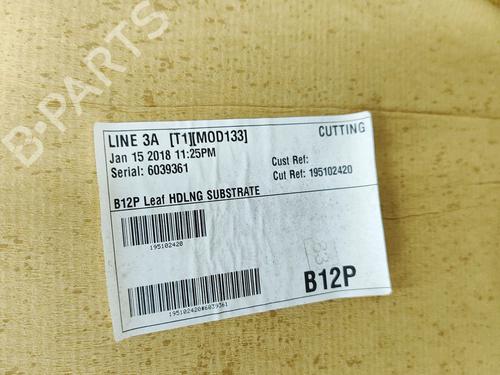 B-PARTS
LINE 3A [T1][MOD133]
CUTTING
Jan 15 2018 11:25PM
Serial: 6039361
Cust Ref:
Cut Ref: 195102420
B12P Leaf HDLNG SUBSTRATE
195102420
33
B12P
195102420#6039361